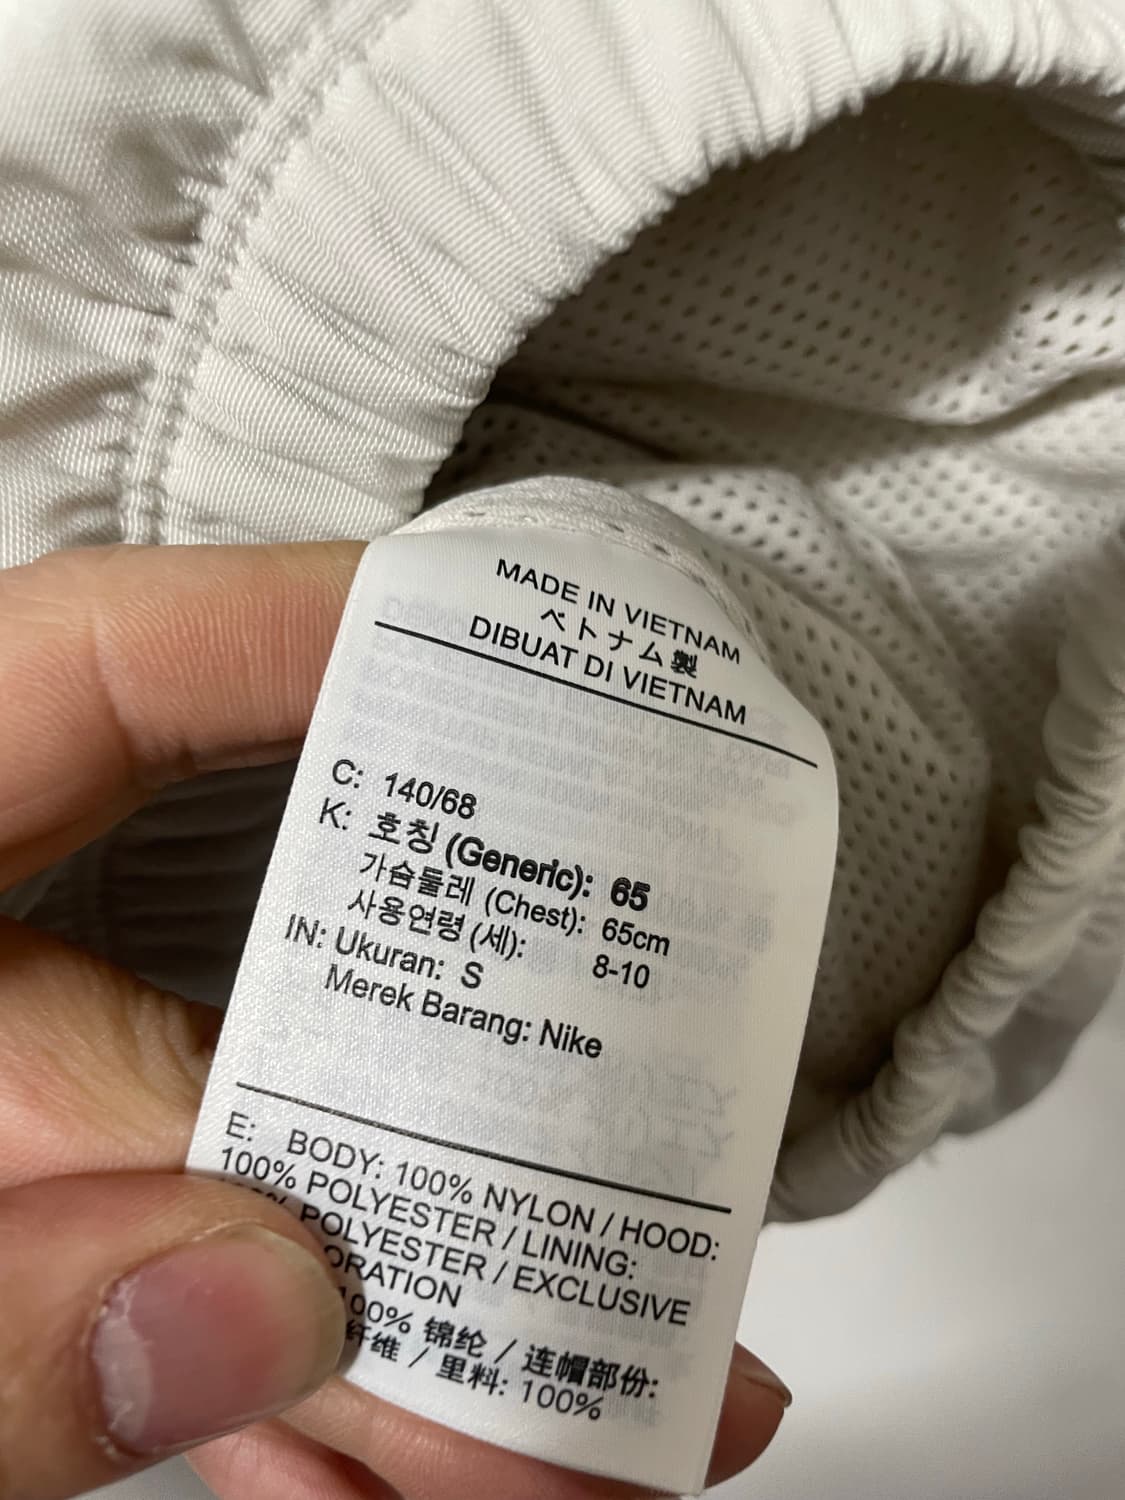 MADE IN VIETNAM
ベトナム製
DIBUAT DI VIETNAM
C: 140/68
K: 호칭 (Generic): 65
가슴둘레 (Chest): 65cm
사용연령 (세): 8-10
IN: Ukuran: S
Merek Barang: Nike
E: BODY: 100% NYLON / HOOD:
100% POLYESTER / LINING:
POLYESTER / EXCLUSIVE
ORATION
100% 锦纶 / 连帽部份:
纤维 / 里料: 100%